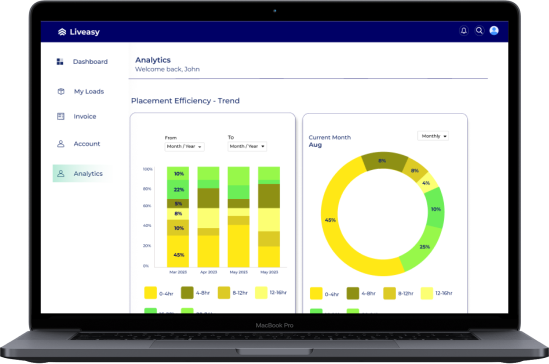 Liveasy
Dashboard
My Loads
Invoice
Account
Analytics
Analytics
Welcome back, John
Placement Efficiency - Trend
From
To
Month / Year
Month / Year
100%
80%
60%
40%
20%
0%
10%
22%
9%
8%
10%
45%
Mar 2023
Apr 2023
May 2023
May 2023
0-4hr
4-8hr
8-12hr
12-16hr
Current Month
Aug
Monthly
8%
8%
4%
10%
25%
45%
0-4hr
4-8hr
8-12hr
12-16hr
MacBook Pro